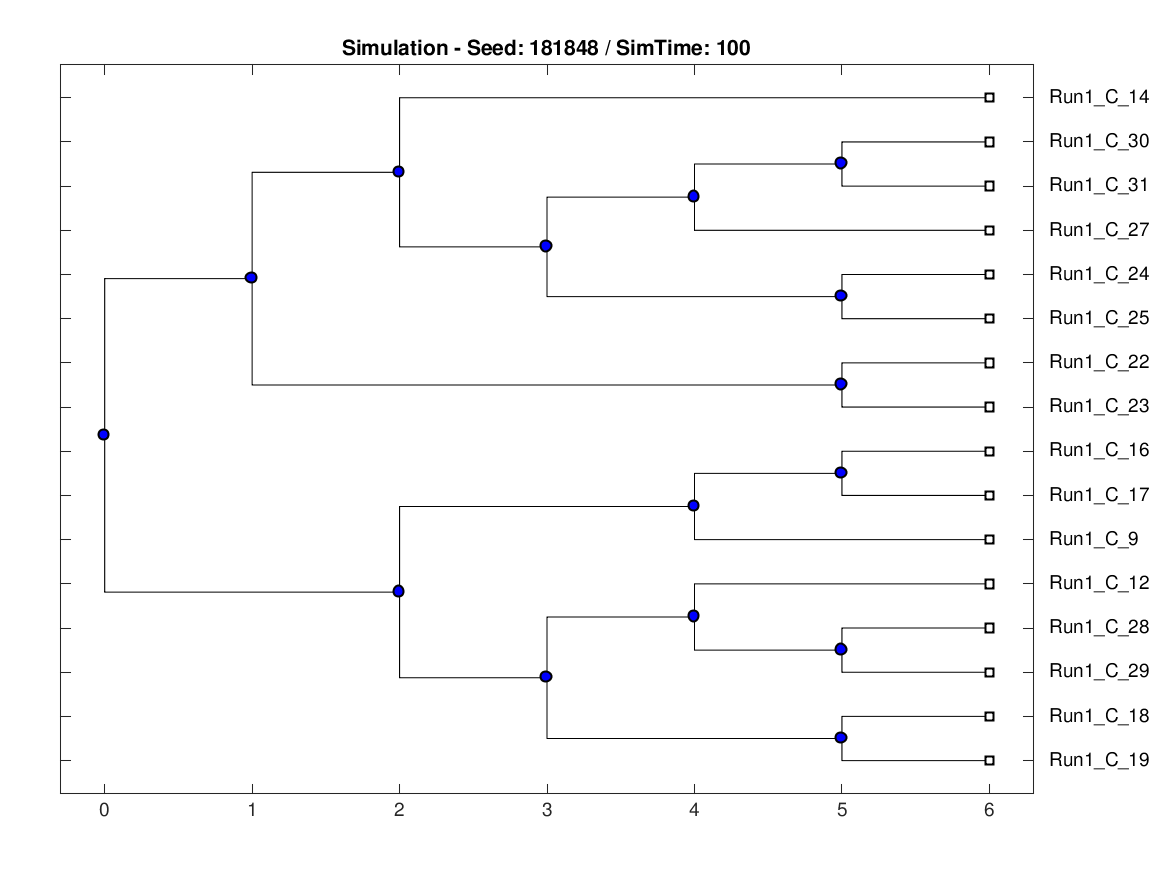 Simulation - Seed: 181848 / SimTime: 100
Run1_C_14
Run1_C_30
Run1_C_31
Run1_C_27
Run1_C_24
Run1_C_25
Run1_C_22
Run1_C_23
Run1_C_16
Run1_C_17
Run1_C_9
Run1_C_12
Run1_C_28
Run1_C_29
Run1_C_18
Run1_C_19
0 1 2 3 4 5 6